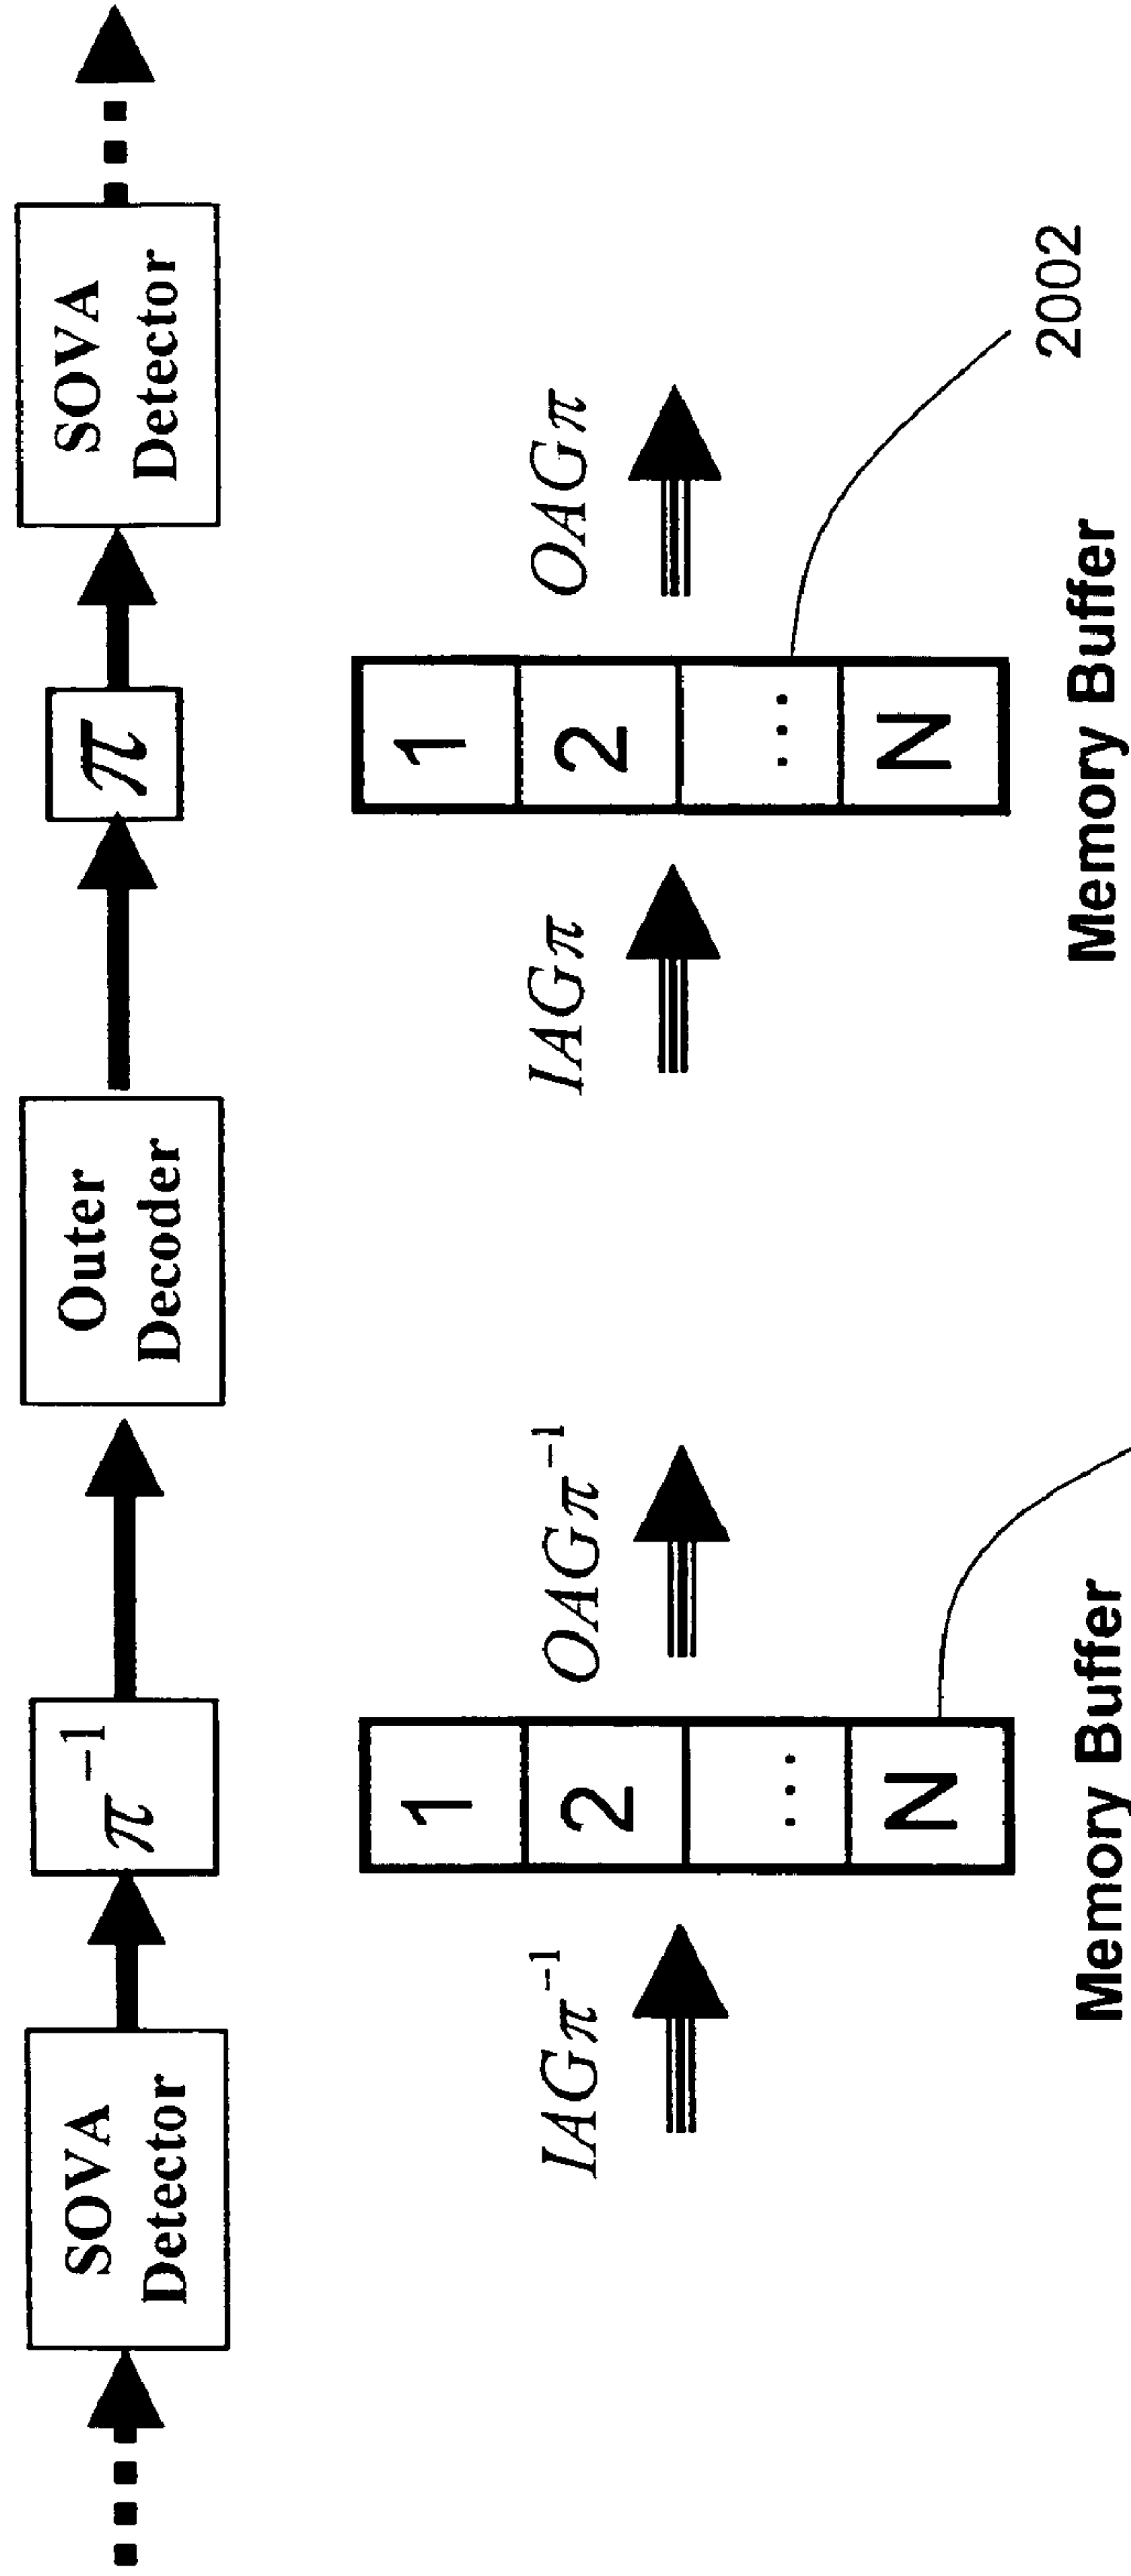 SOVA
Detector
π⁻¹
Outer
Decoder
π
SOVA
Detector
IAGπ⁻¹
1
2
...
N
OAGπ⁻¹
Memory Buffer
IAGπ
1
2
...
N
OAGπ
2002
Memory Buffer